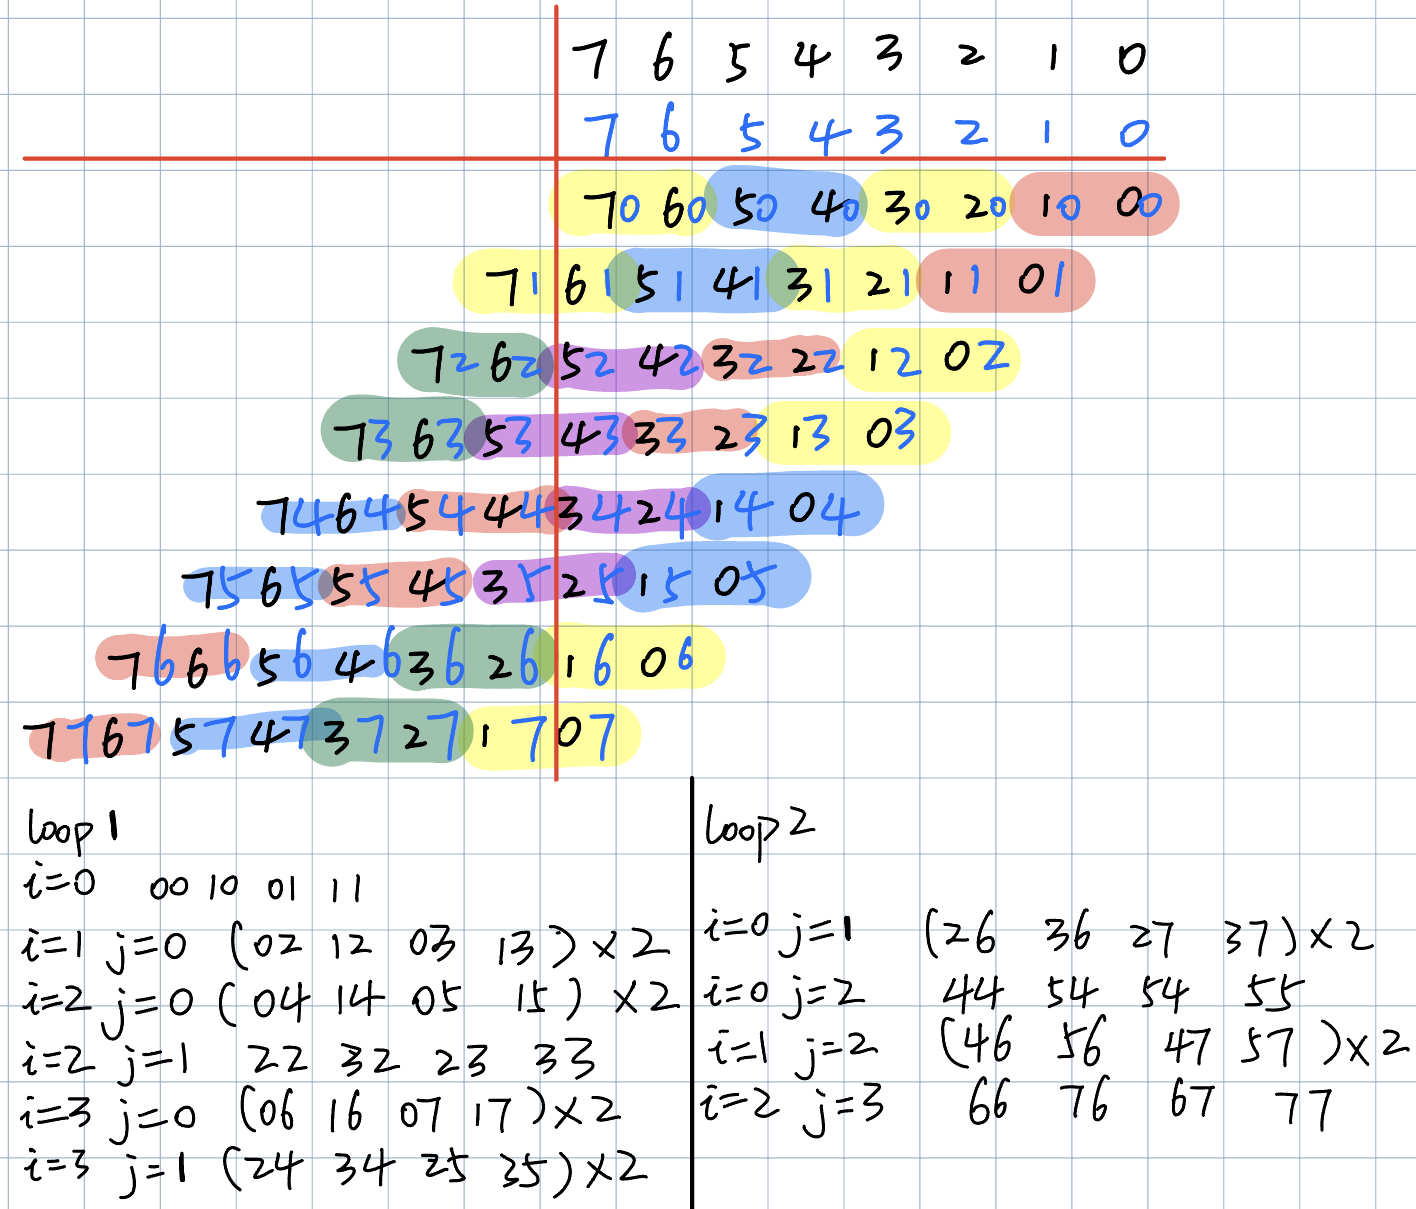 7 6 5 4 3 2 1 0
7 6 5 4 3 2 1 0
70 60 50 40 30 20 10 00
71 61 51 41 31 21 11 01
72 62 52 42 32 22 12 02
73 63 53 43 33 23 13 03
74 64 54 44 34 24 14 04
75 65 55 45 35 25 15 05
76 66 56 46 36 26 16 06
77 67 57 47 37 27 17 07
loop 1
i=0 00 10 01 11
i=1 j=0 (02 12 03 13) × 2
i=2 j=0 (04 14 05 15) × 2
i=2 j=1 22 32 23 33
i=3 j=0 (06 16 07 17) × 2
i=3 j=1 (24 34 25 35) × 2
loop 2
i=0 j=1 (26 36 27 37) × 2
i=0 j=2 44 54 54 55
i=1 j=2 (46 56 47 57) × 2
i=2 j=3 66 76 67 77